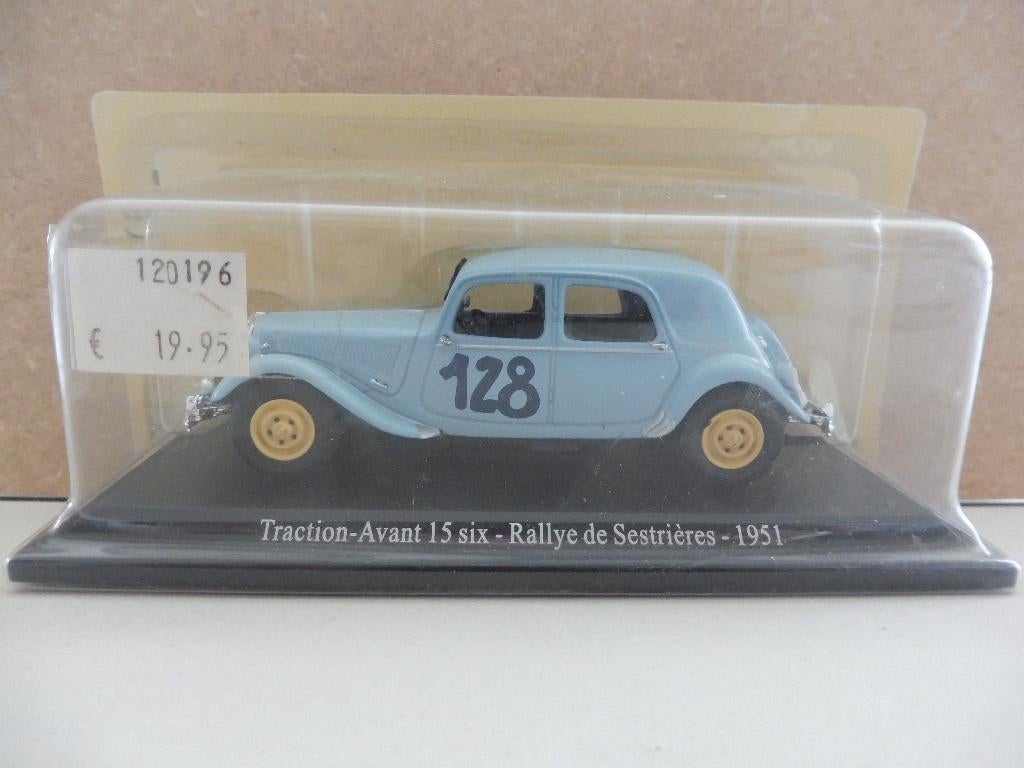 120196
€ 19.95
128
Traction-Avant 15 six - Rallye de Sestrières - 1951